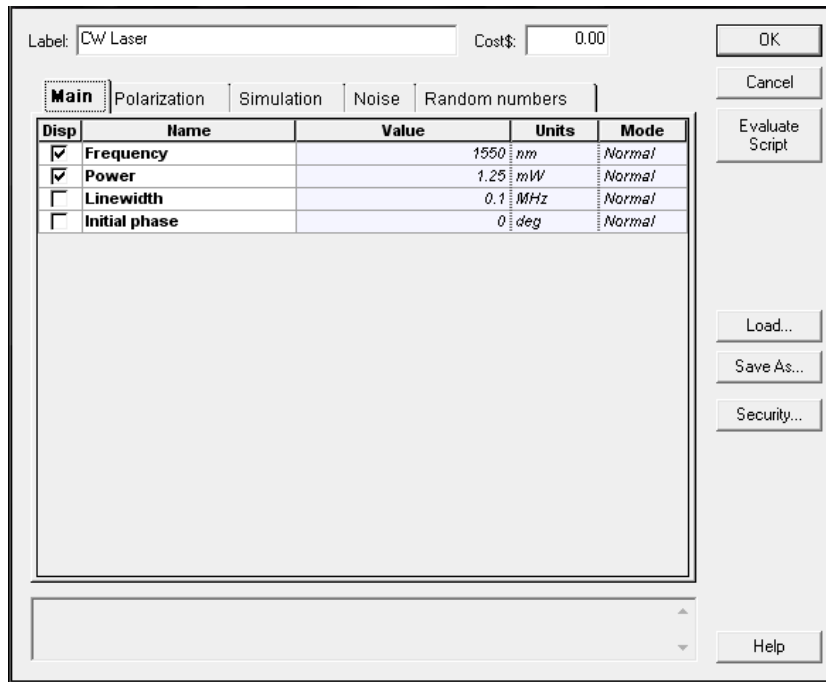 Label: CW Laser Cost$: 0.00 OK
Cancel
Main Polarization Simulation Noise Random numbers
Evaluate Script
Disp Name Value Units Mode
Frequency 1550 nm Normal
Power 1.25 mW Normal
Linewidth 0.1 MHz Normal
Initial phase 0 deg Normal
Load...
Save As...
Security...
Help